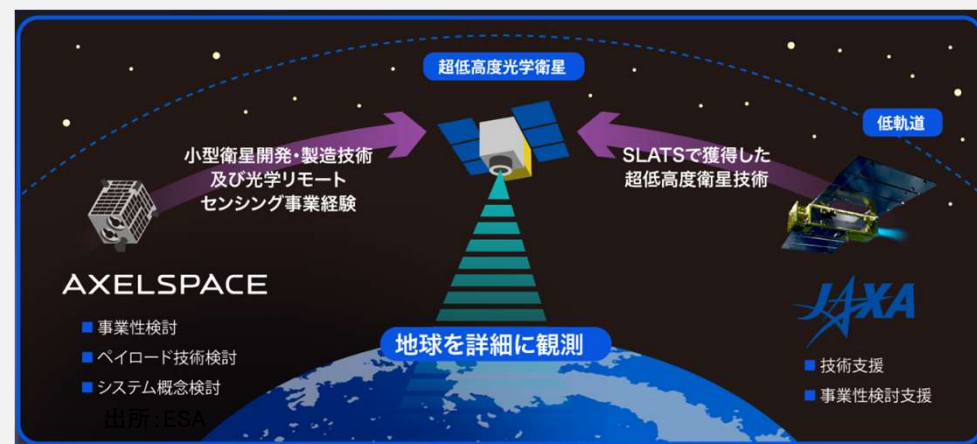 超低高度光学衛星
低軌道
小型衛星開発・製造技術
及び光学リモート
センシング事業経験
SLATSで獲得した
超低高度衛星技術
AXELSPACE
■ 事業性検討
■ ペイロード技術検討
■ システム概念検討
地球を詳細に観測
JAXA
■ 技術支援
■ 事業性検討支援
出所：ESA